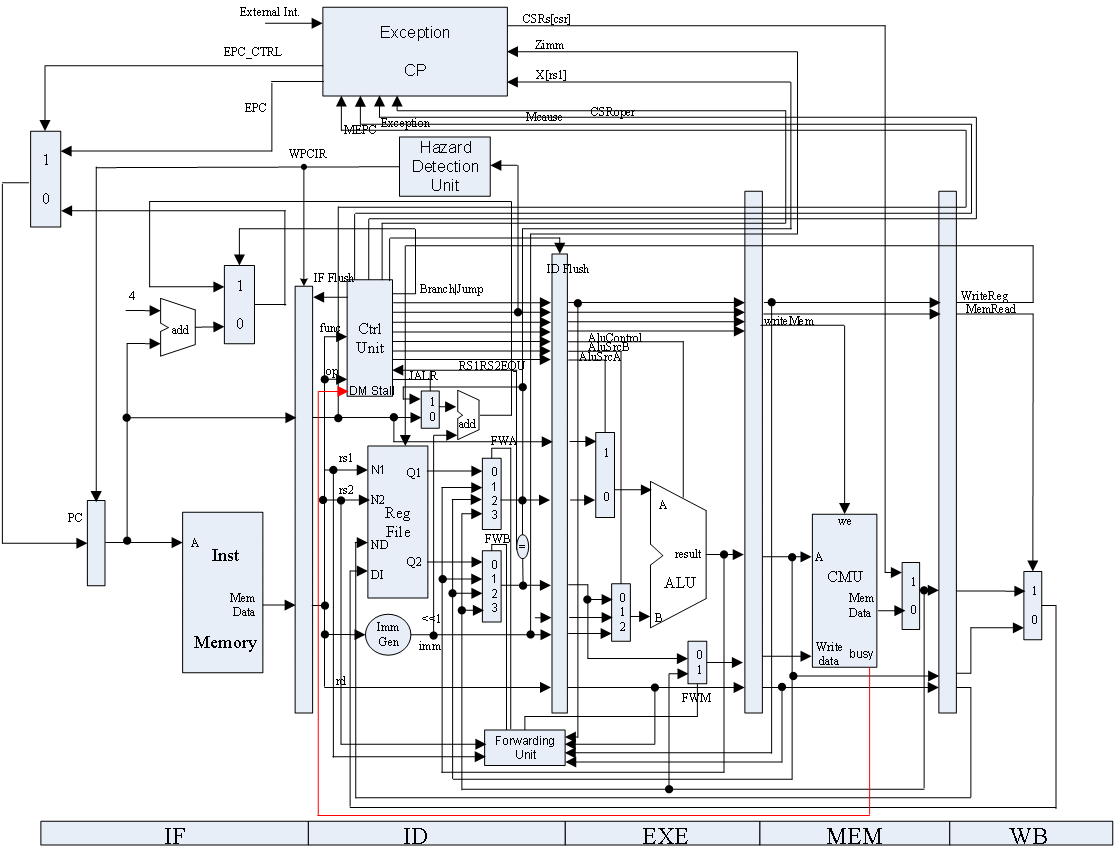 External Int.
CSRs[csr]
Exception
CP
Zimm
EPC_CTRL
X[rs1]
EPC
MEPC
Exception
Mcause
CSRoper
1
0
WPCIR
Hazard
Detection
Unit
IF Flush
ID Flush
1
0
4
add
Branch|Jump
WriteReg
MemRead
writeMem
func
Ctrl
Unit
AluControl
AluSrcB
AluSrcA
RS1RS2EQU
op
JALR
DM Stall
1
0
add
FWA
rs1
N1
Q1
0
1
2
3
1
0
rs2
N2
Reg
File
A
PC
we
ND
FWB
=
result
A
Inst
Q2
0
1
2
3
ALU
A
CMU
1
0
DI
0
1
2
B
1
0
Mem
Data
Mem
Data
Imm
Gen
<<1
imm
Memory
Write
data
busy
0
1
rd
FWM
Forwarding
Unit
IF
ID
EXE
MEM
WB